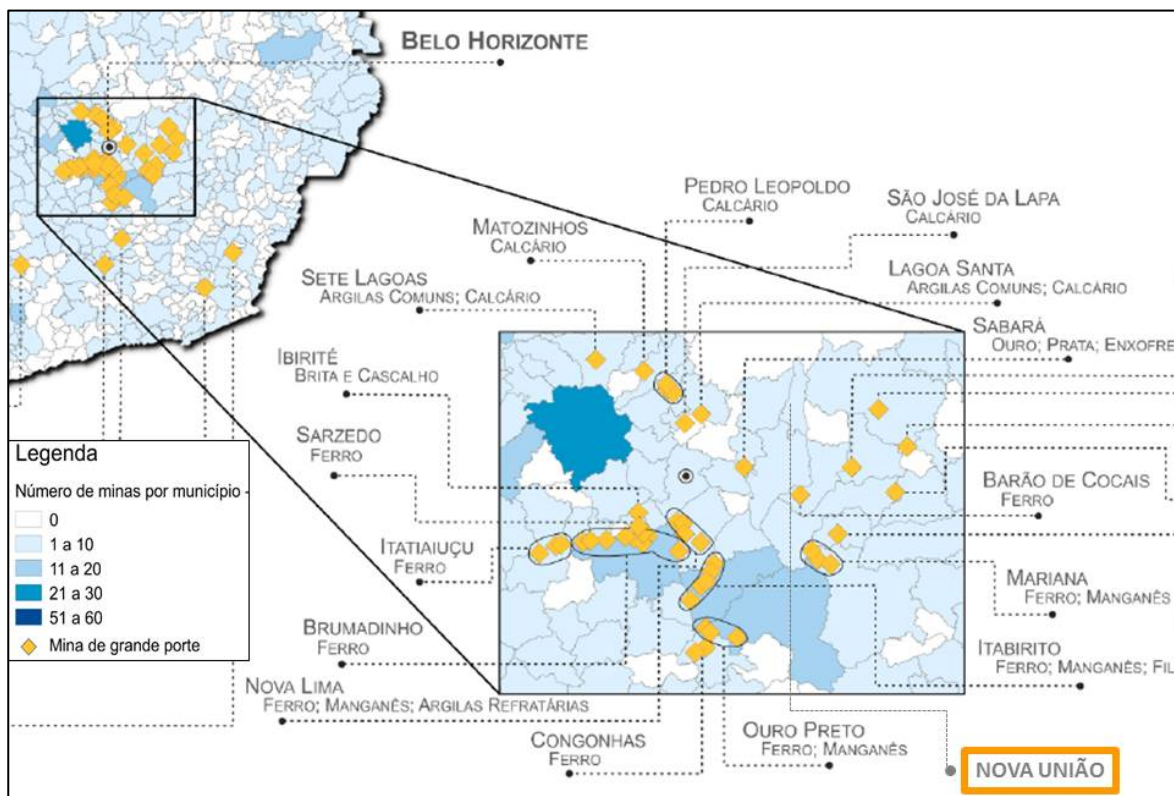 BELO HORIZONTE
PEDRO LEOPOLDO
CALCÁRIO
SÃO JOSÉ DA LAPA
CALCÁRIO
MATOZINHOS
CALCÁRIO
LAGOA SANTA
ARGILAS COMUNS; CALCÁRIO
SETE LAGOAS
ARGILAS COMUNS; CALCÁRIO
SABARÁ
OURO; PRATA; ENXOFRE
IBIRITÉ
BRITA E CASCALHO
SARZEDO
FERRO
BARÃO DE COCAIS
FERRO
ITATIAIUÇU
FERRO
MARIANA
FERRO; MANGANÊS
BRUMADINHO
FERRO
ITABIRITO
FERRO; MANGANÊS; FIL
NOVA LIMA
FERRO; MANGANÊS; ARGILAS REFRATÁRIAS
OURO PRETO
FERRO; MANGANÊS
CONGONHAS
FERRO
NOVA UNIÃO
Legenda
Número de minas por município -
0
1 a 10
11 a 20
21 a 30
51 a 60
Mina de grande porte